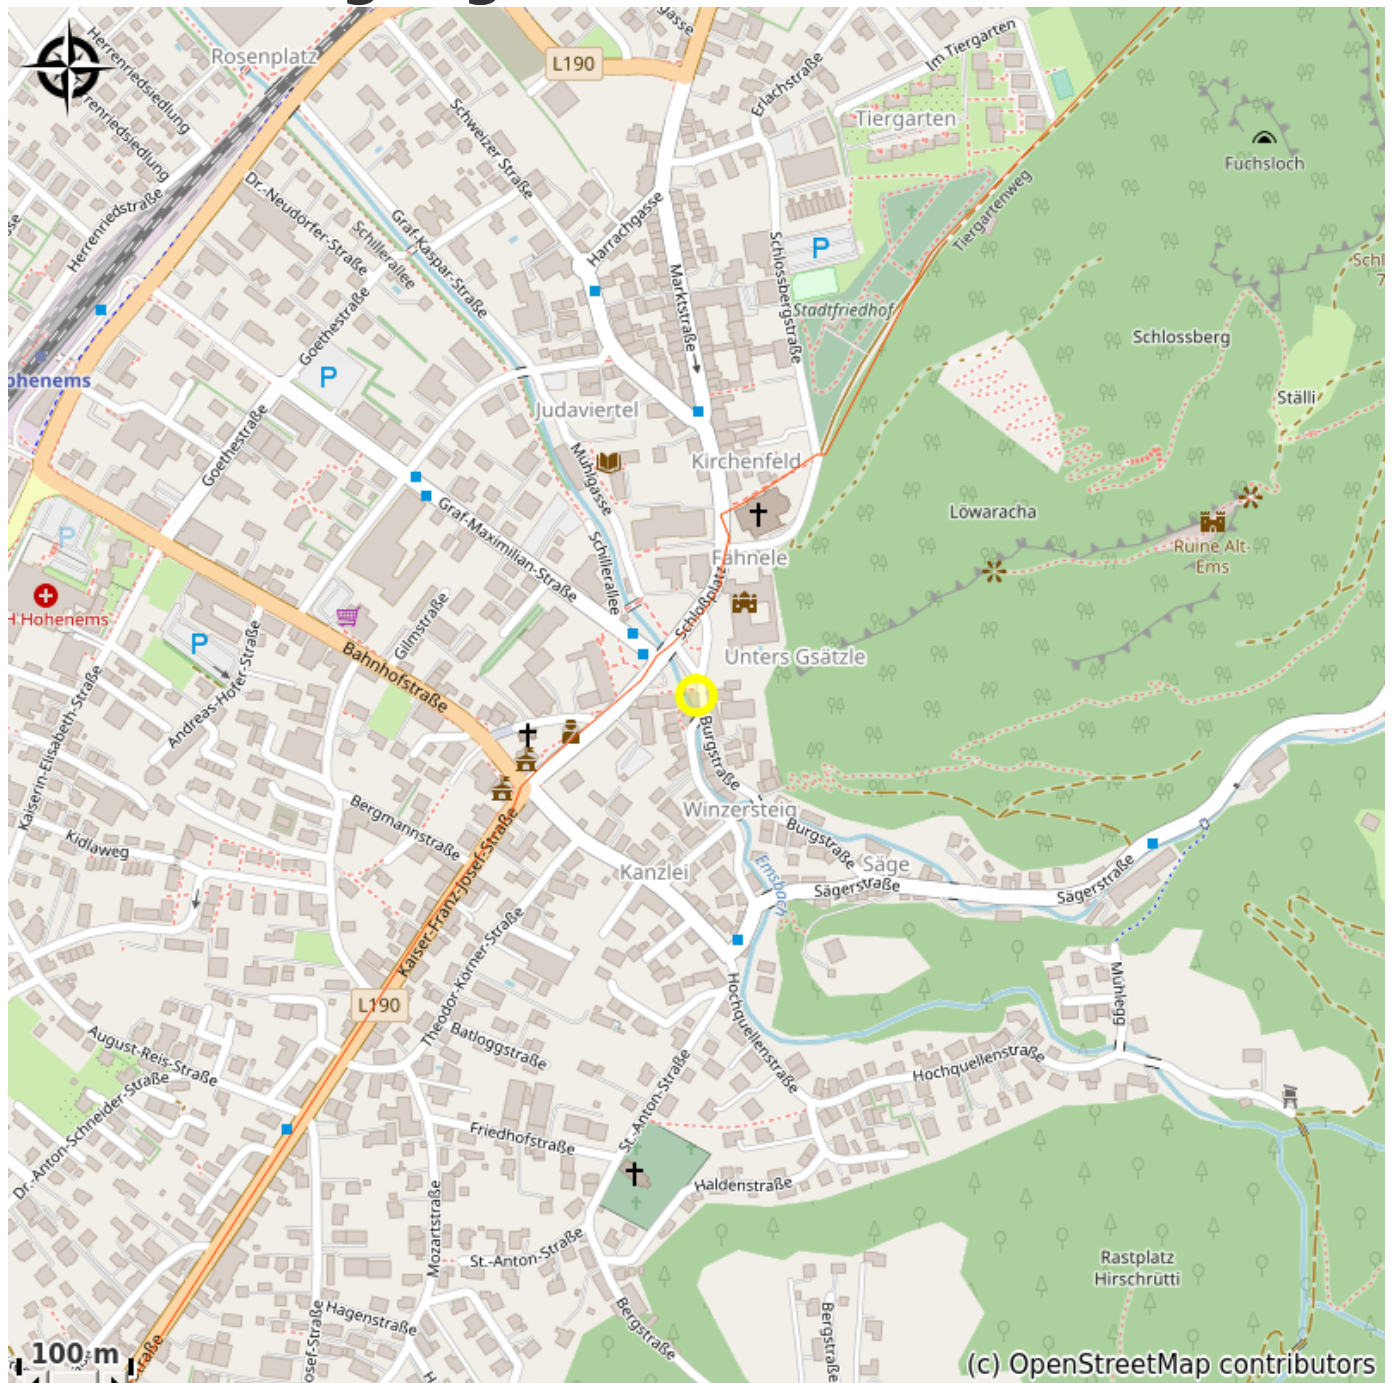 Rosenplatz
Herrenriedsiedlung
L190
Im Tiergarten
Erlachstraße
Schweizer Straße
Tiergarten
Fuchsloch
Herrenriedstraße
Dr.-Neudorfer-Straße
Schillerallee
Graf-Kaspar-Straße
Harrachgasse
Marktstraße
Schlossbergstraße
Tiergartenweg
P
Stadtfriedhof
Goethestraße
Schlossberg
P
Judaviertel
Ställi
Goethestraße
Mühlgasse
Kirchenfeld
Graf-Maximilian-Straße
Löwaracha
P
Fahnele
Ruine Alt-
Ems
Schillerallee
Schloßplatz
H Hohenems
P
Gilmstraße
Unters Gsätzle
Bahnhofstraße
Andreas-Hofer-Straße
Kaiserin-Elisabeth-Straße
Burgstraße
Bergmannstraße
Winzersteig
Burgstraße
Kidlaweg
Kanzlei
Emsbach
Säge
Sägerstraße
Sägerstraße
Kaiser-Franz-Josef-Straße
Theodor-Körner-Straße
L190
Hochquellenstraße
Mühlegg
August-Reis-Straße
Batloggstraße
Hochquellenstraße
Dr.-Anton-Schneider-Straße
St.-Anton-Straße
Friedhofstraße
Haldenstraße
Mozartstraße
St.-Anton-Straße
Rastplatz
Hirschrütti
Hagenstraße
Bergstraße
Bergstraße
100 m
(c) OpenStreetMap contributors